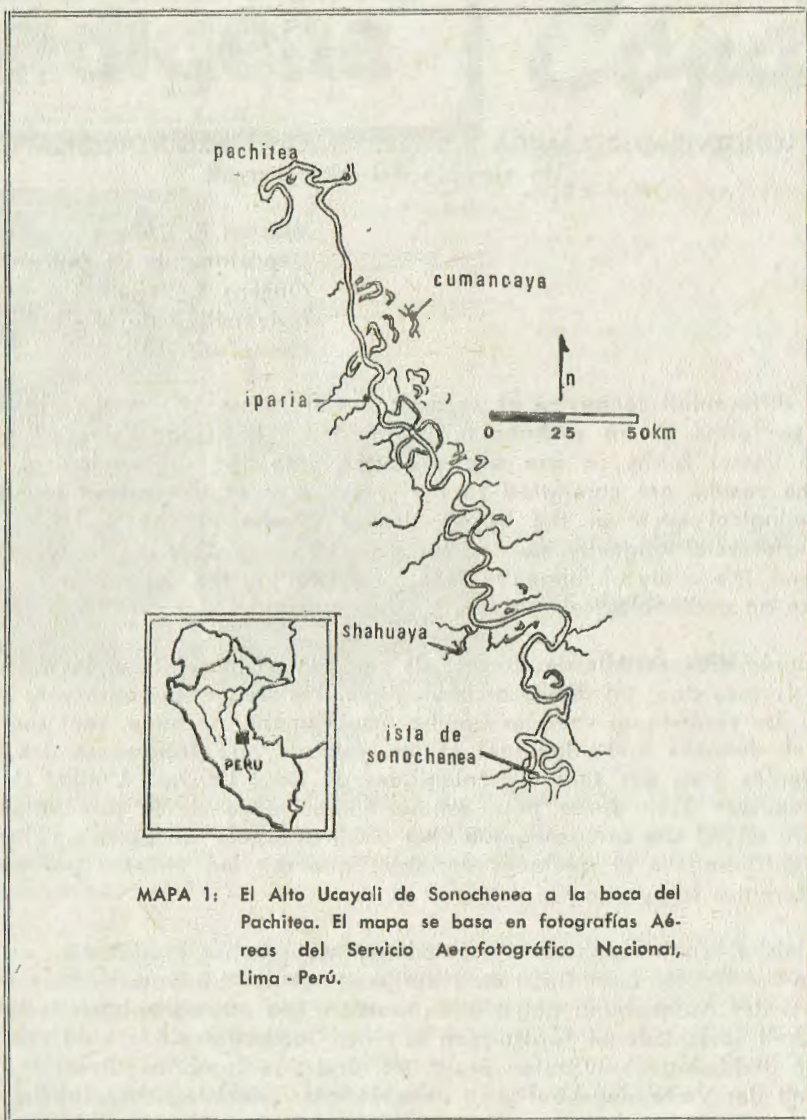 pachitea
cumancaya
iparia
n
0 25 50km
shahuaya
PERU
isla de
sonochenea
MAPA 1: El Alto Ucayali de Sonochenea a la boca del
Pachitea. El mapa se basa en fotografías Aé-
reas del Servicio Aerofotográfico Nacional,
Lima - Perú.